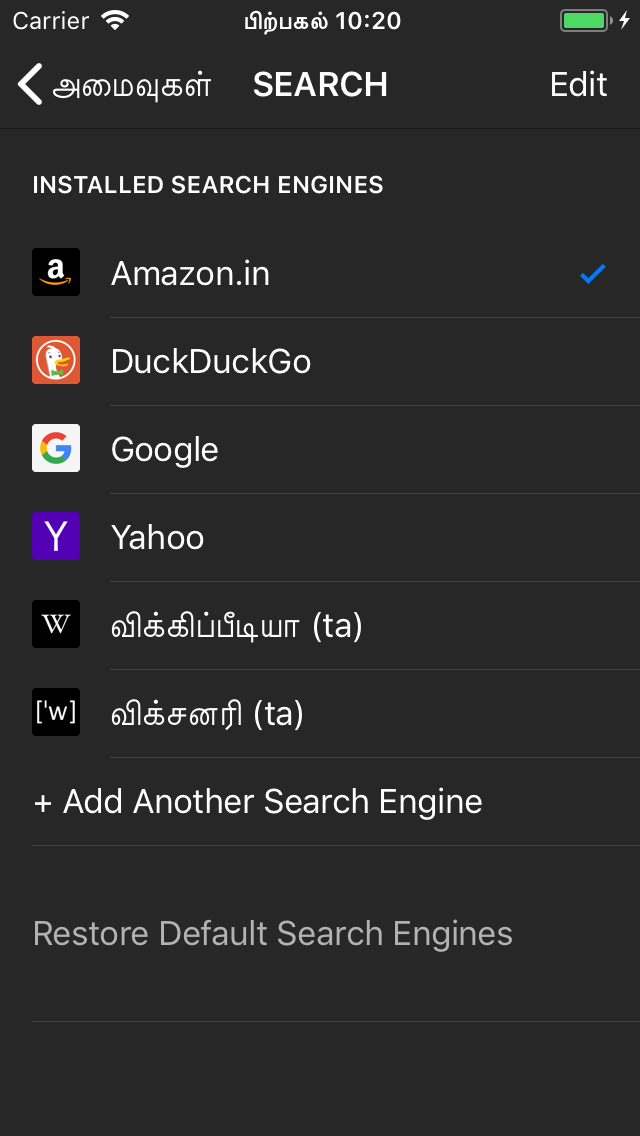 Carrier பிற்பகல் 10:20
அமைவுகள் SEARCH Edit
INSTALLED SEARCH ENGINES
a Amazon.in
DuckDuckGo
G Google
Y Yahoo
W விக்கிப்பீடியா (ta)
['w] விக்சனரி (ta)
+ Add Another Search Engine
Restore Default Search Engines